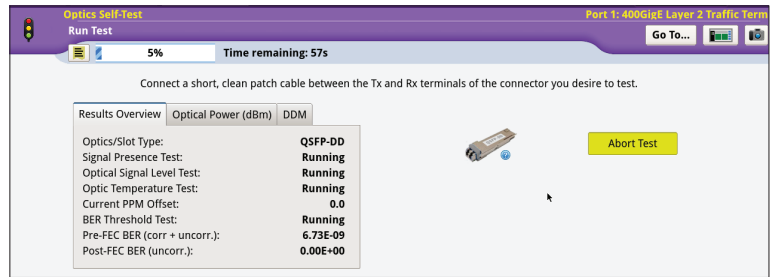 Optics Self-Test
Port 1: 400GigE Layer 2 Traffic Term
Run Test
Go To...
5%
Time remaining: 57s
Connect a short, clean patch cable between the Tx and Rx terminals of the connector you desire to test.
Results Overview
Optical Power (dBm)
DDM
Optics/Slot Type: QSFP-DD
Signal Presence Test: Running
Optical Signal Level Test: Running
Optic Temperature Test: Running
Current PPM Offset: 0.0
BER Threshold Test: Running
Pre-FEC BER (corr + uncorr.): 6.73E-09
Post-FEC BER (uncorr.): 0.00E+00
Abort Test